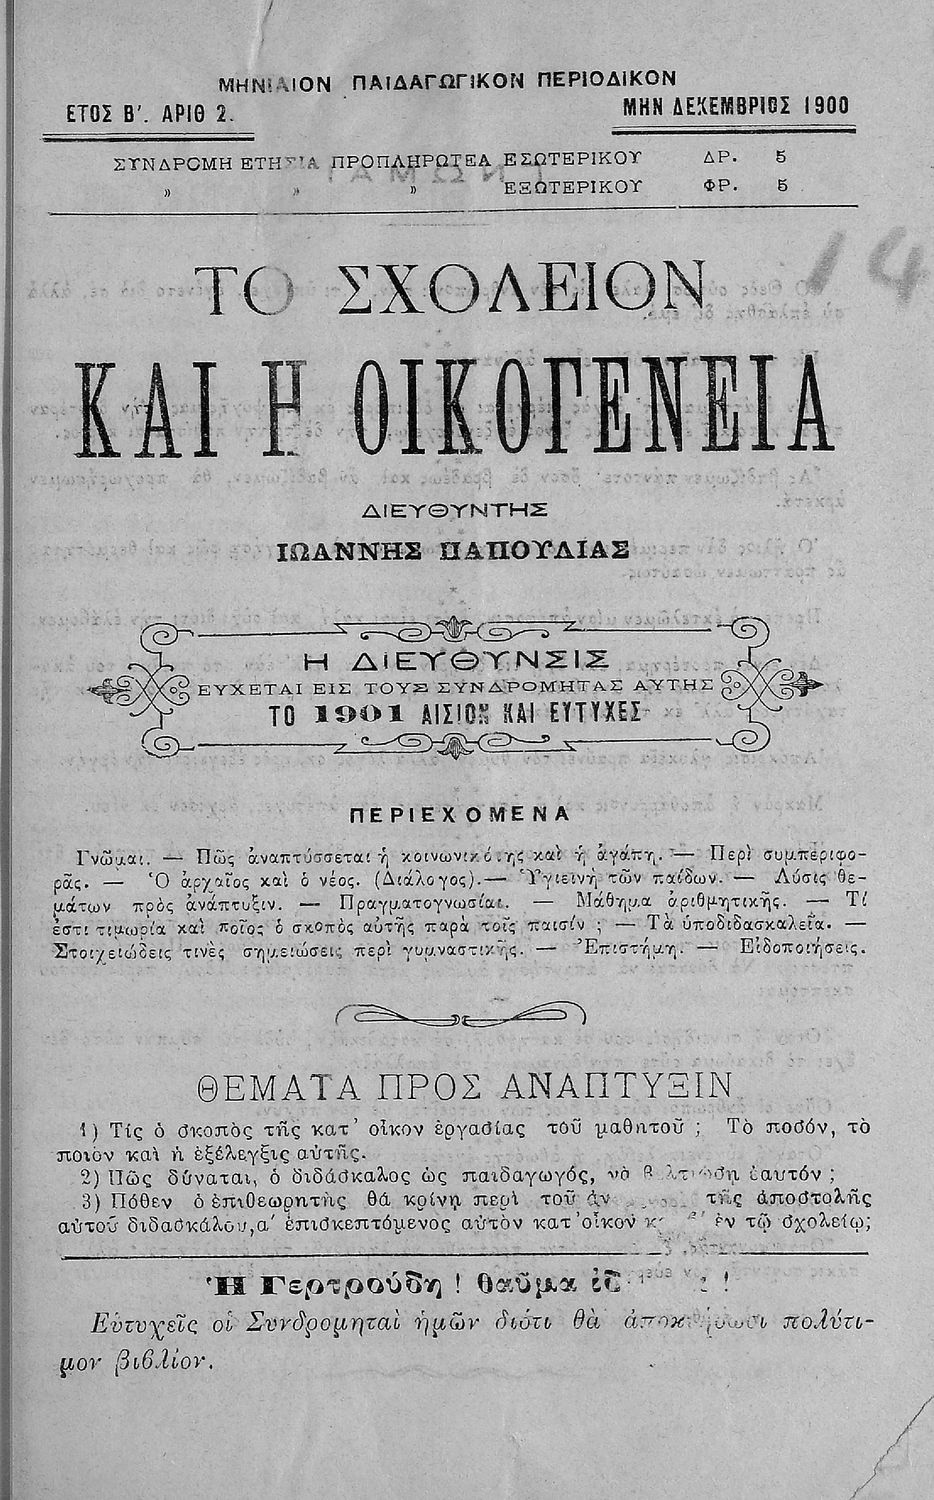 ΜΗΝΙΑΙΟΝ ΠΑΙΔΑΓΩΓΙΚΟΝ ΠΕΡΙΟΔΙΚΟΝ
ΕΤΟΣ Β′. ΑΡΙΘ 2.
ΜΗΝ ΔΕΚΕΜΒΡΙΟΣ 1900
ΣΥΝΔΡΟΜΗ ΕΤΗΣΙΑ ΠΡΟΠΛΗΡΩΤΕΑ ΕΣΩΤΕΡΙΚΟΥ ΔΡ. 5
» » » ΕΞΩΤΕΡΙΚΟΥ ΦΡ. 5
14
ΤΟ ΣΧΟΛΕΙΟΝ
ΚΑΙ Η ΟΙΚΟΓΕΝΕΙΑ
ΔΙΕΥΘΥΝΤΗΣ
ΙΩΑΝΝΗΣ ΠΑΠΟΥΛΙΑΣ
Η ΔΙΕΥΘΥΝΣΙΣ
ΕΥΧΕΤΑΙ ΕΙΣ ΤΟΥΣ ΣΥΝΔΡΟΜΗΤΑΣ ΑΥΤΗΣ
ΤΟ 1901 ΑΙΣΙΟΝ ΚΑΙ ΕΥΤΥΧΕΣ
ΠΕΡΙΕΧΟΜΕΝΑ
Γνῶμαι. — Πῶς ἀναπτύσσεται ἡ κοινωνικότης καὶ ἡ ἀγάπη. — Περὶ συμπεριφο-
ρᾶς. — Ὁ ἀρχαῖος καὶ ὁ νέος. (Διάλογος). — Ὑγιεινὴ τῶν παίδων. — Λύσις θε-
μάτων πρὸς ἀνάπτυξιν. — Πραγματογνωσίαι. — Μάθημα ἀριθμητικῆς. — Τί
ἐστι τιμωρία καὶ ποῖος ὁ σκοπὸς αὐτῆς παρὰ τοῖς παισίν ; — Τὰ ὑποδιδασκαλεῖα. —
Στοιχειώδεις τινὲς σημειώσεις περὶ γυμναστικῆς. — Ἐπιστήμη. — Εἰδοποιήσεις.
ΘΕΜΑΤΑ ΠΡΟΣ ΑΝΑΠΤΥΞΙΝ
1) Τίς ὁ σκοπὸς τῆς κατ᾽ οἶκον ἐργασίας τοῦ μαθητοῦ ; Τὸ ποσόν, τὸ
ποιὸν καὶ ἡ ἐξέλεγξις αὐτῆς.
2) Πῶς δύναται, ὁ διδάσκαλος ὡς παιδαγωγός, νὰ βελτιώσῃ ἑαυτόν ;
3) Πόθεν ὁ ἐπιθεωρητὴς θὰ κρίνῃ περὶ τοῦ τῆς ἀποστολῆς
αὐτοῦ διδασκάλου, α′ ἐπισκεπτόμενος αὐτὸν κατ᾽ οἶκον ἐν τῷ σχολείῳ;
Ἡ Γερτρούδη ! θαῦμα !
Εὐτυχεῖς οἱ Συνδρομηταὶ ἡμῶν διότι θὰ ἀποκτήσωσι πολύτι-
μον βιβλίον.